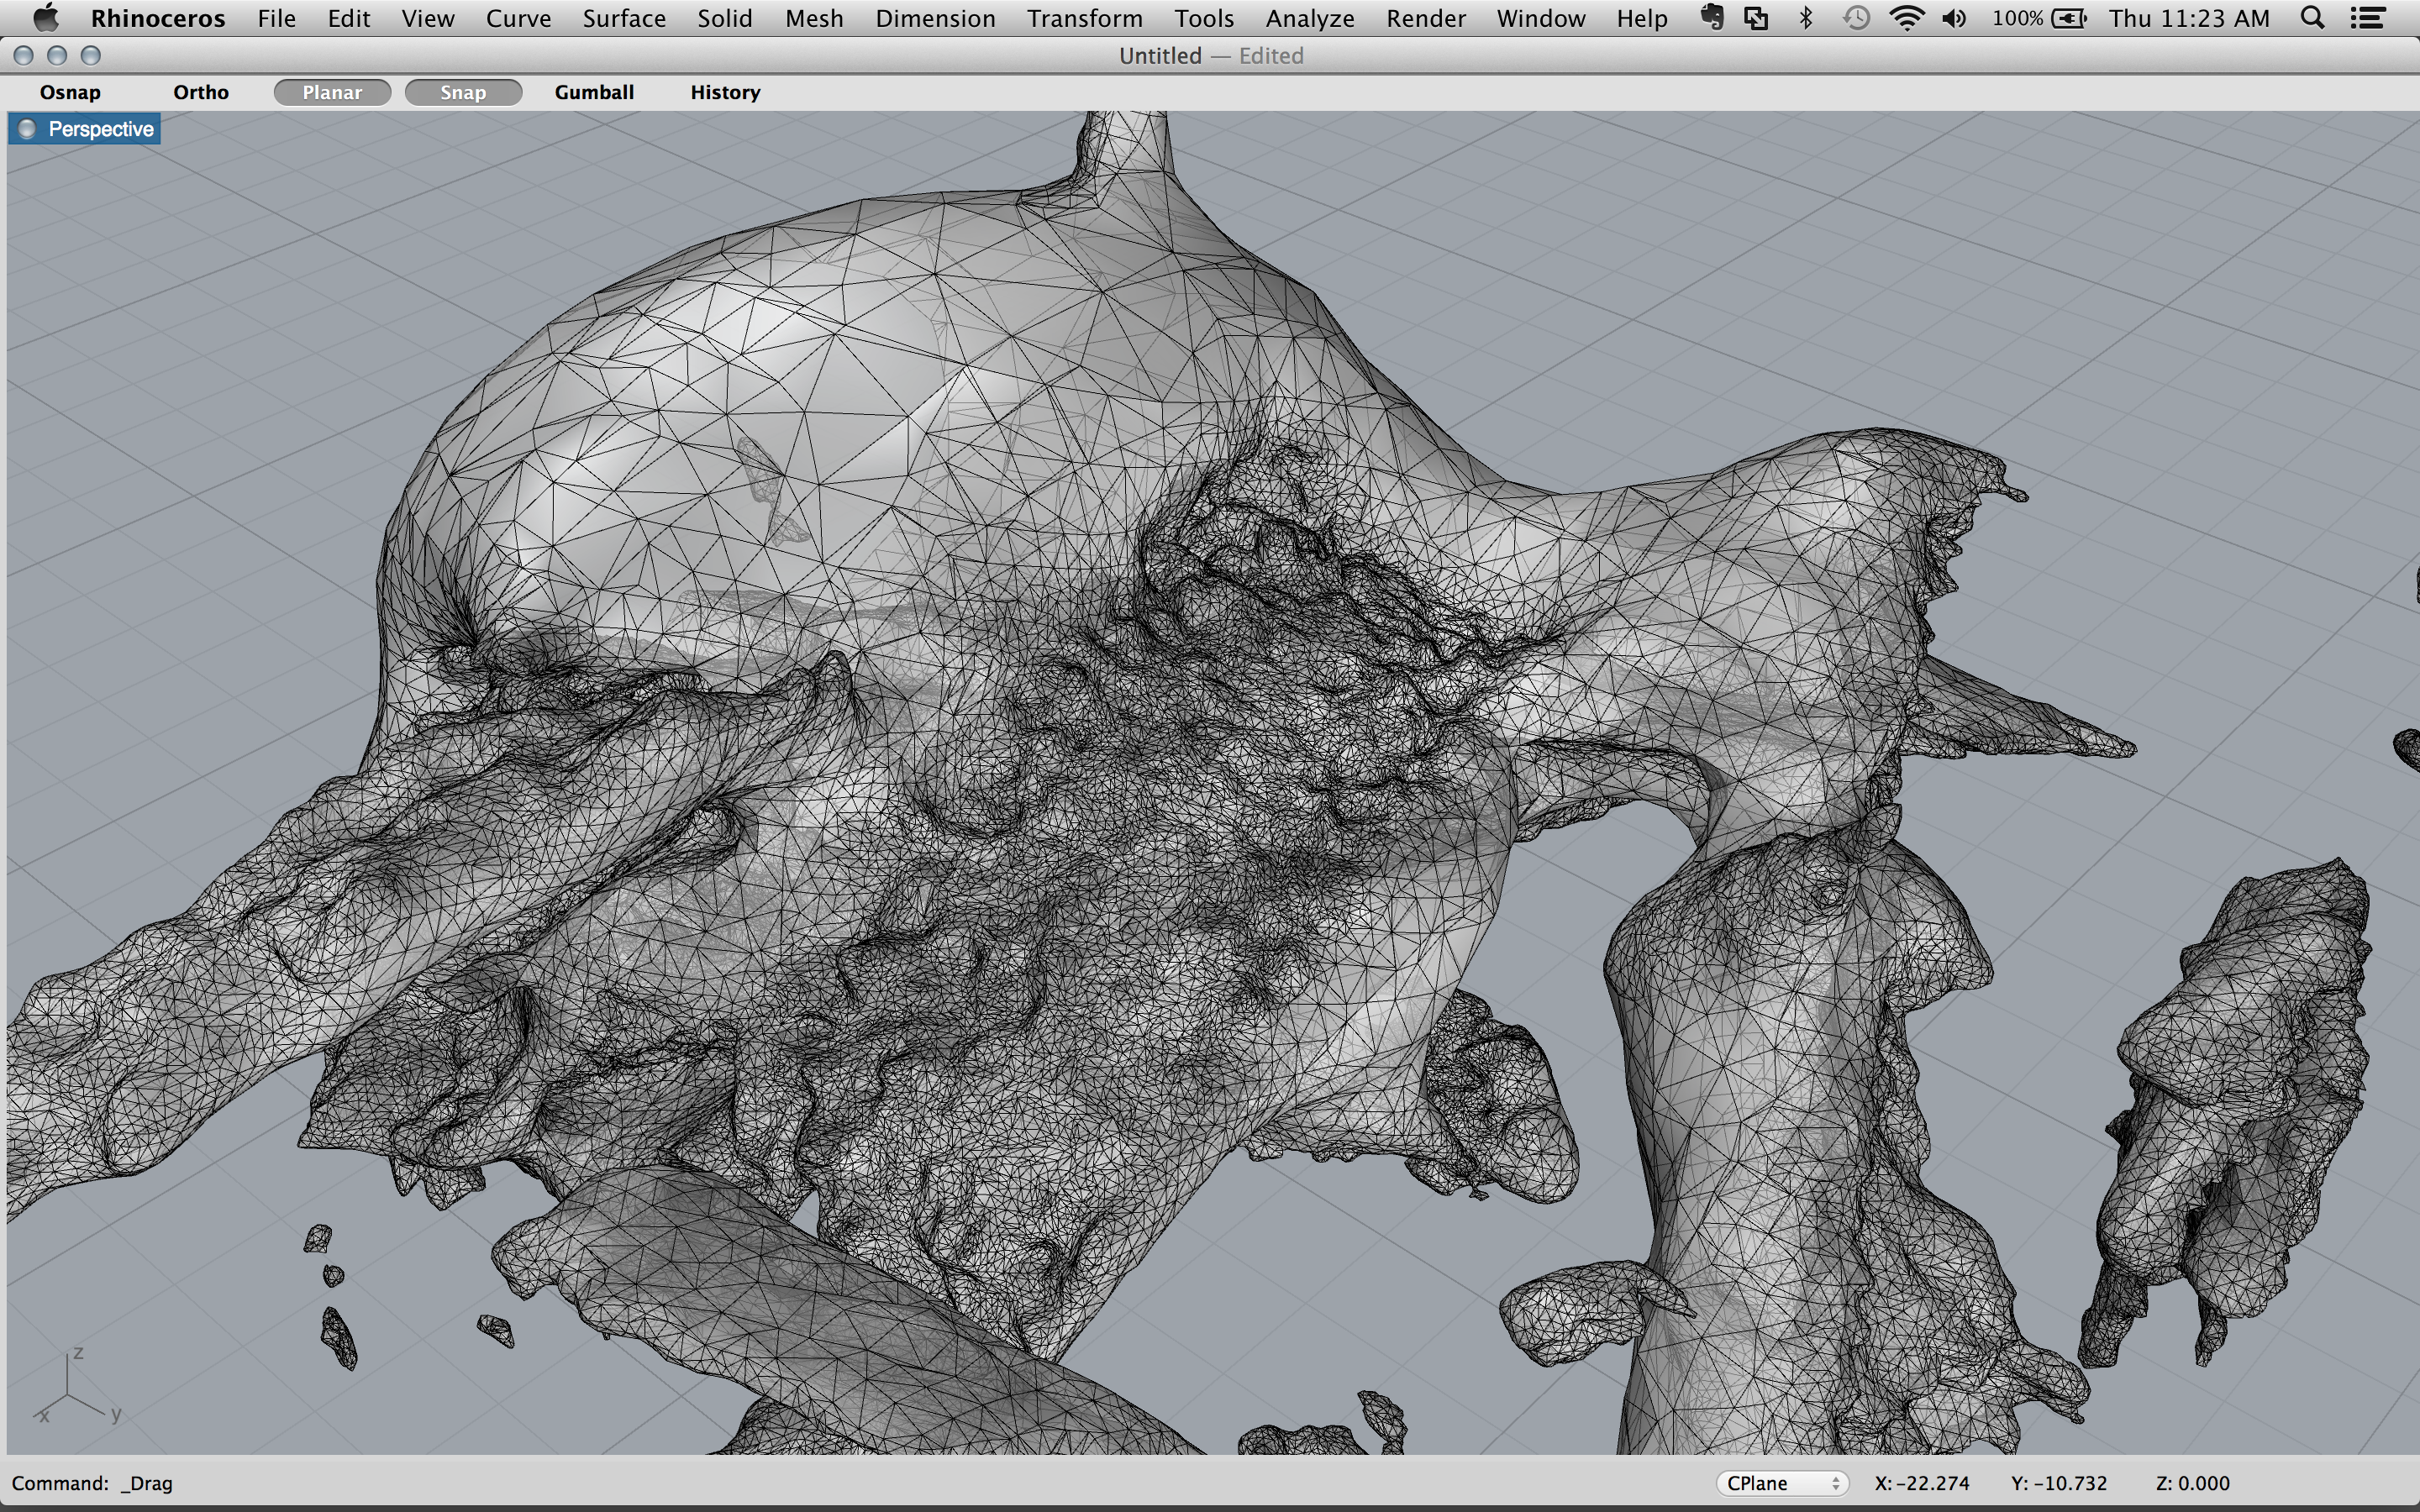 Rhinoceros File Edit View Curve Surface Solid Mesh Dimension Transform Tools Analyze Render Window Help 100% Thu 11:23 AM
Untitled — Edited
Osnap Ortho Planar Snap Gumball History
Perspective
z
x y
Command: _Drag CPlane X: -22.274 Y: -10.732 Z: 0.000